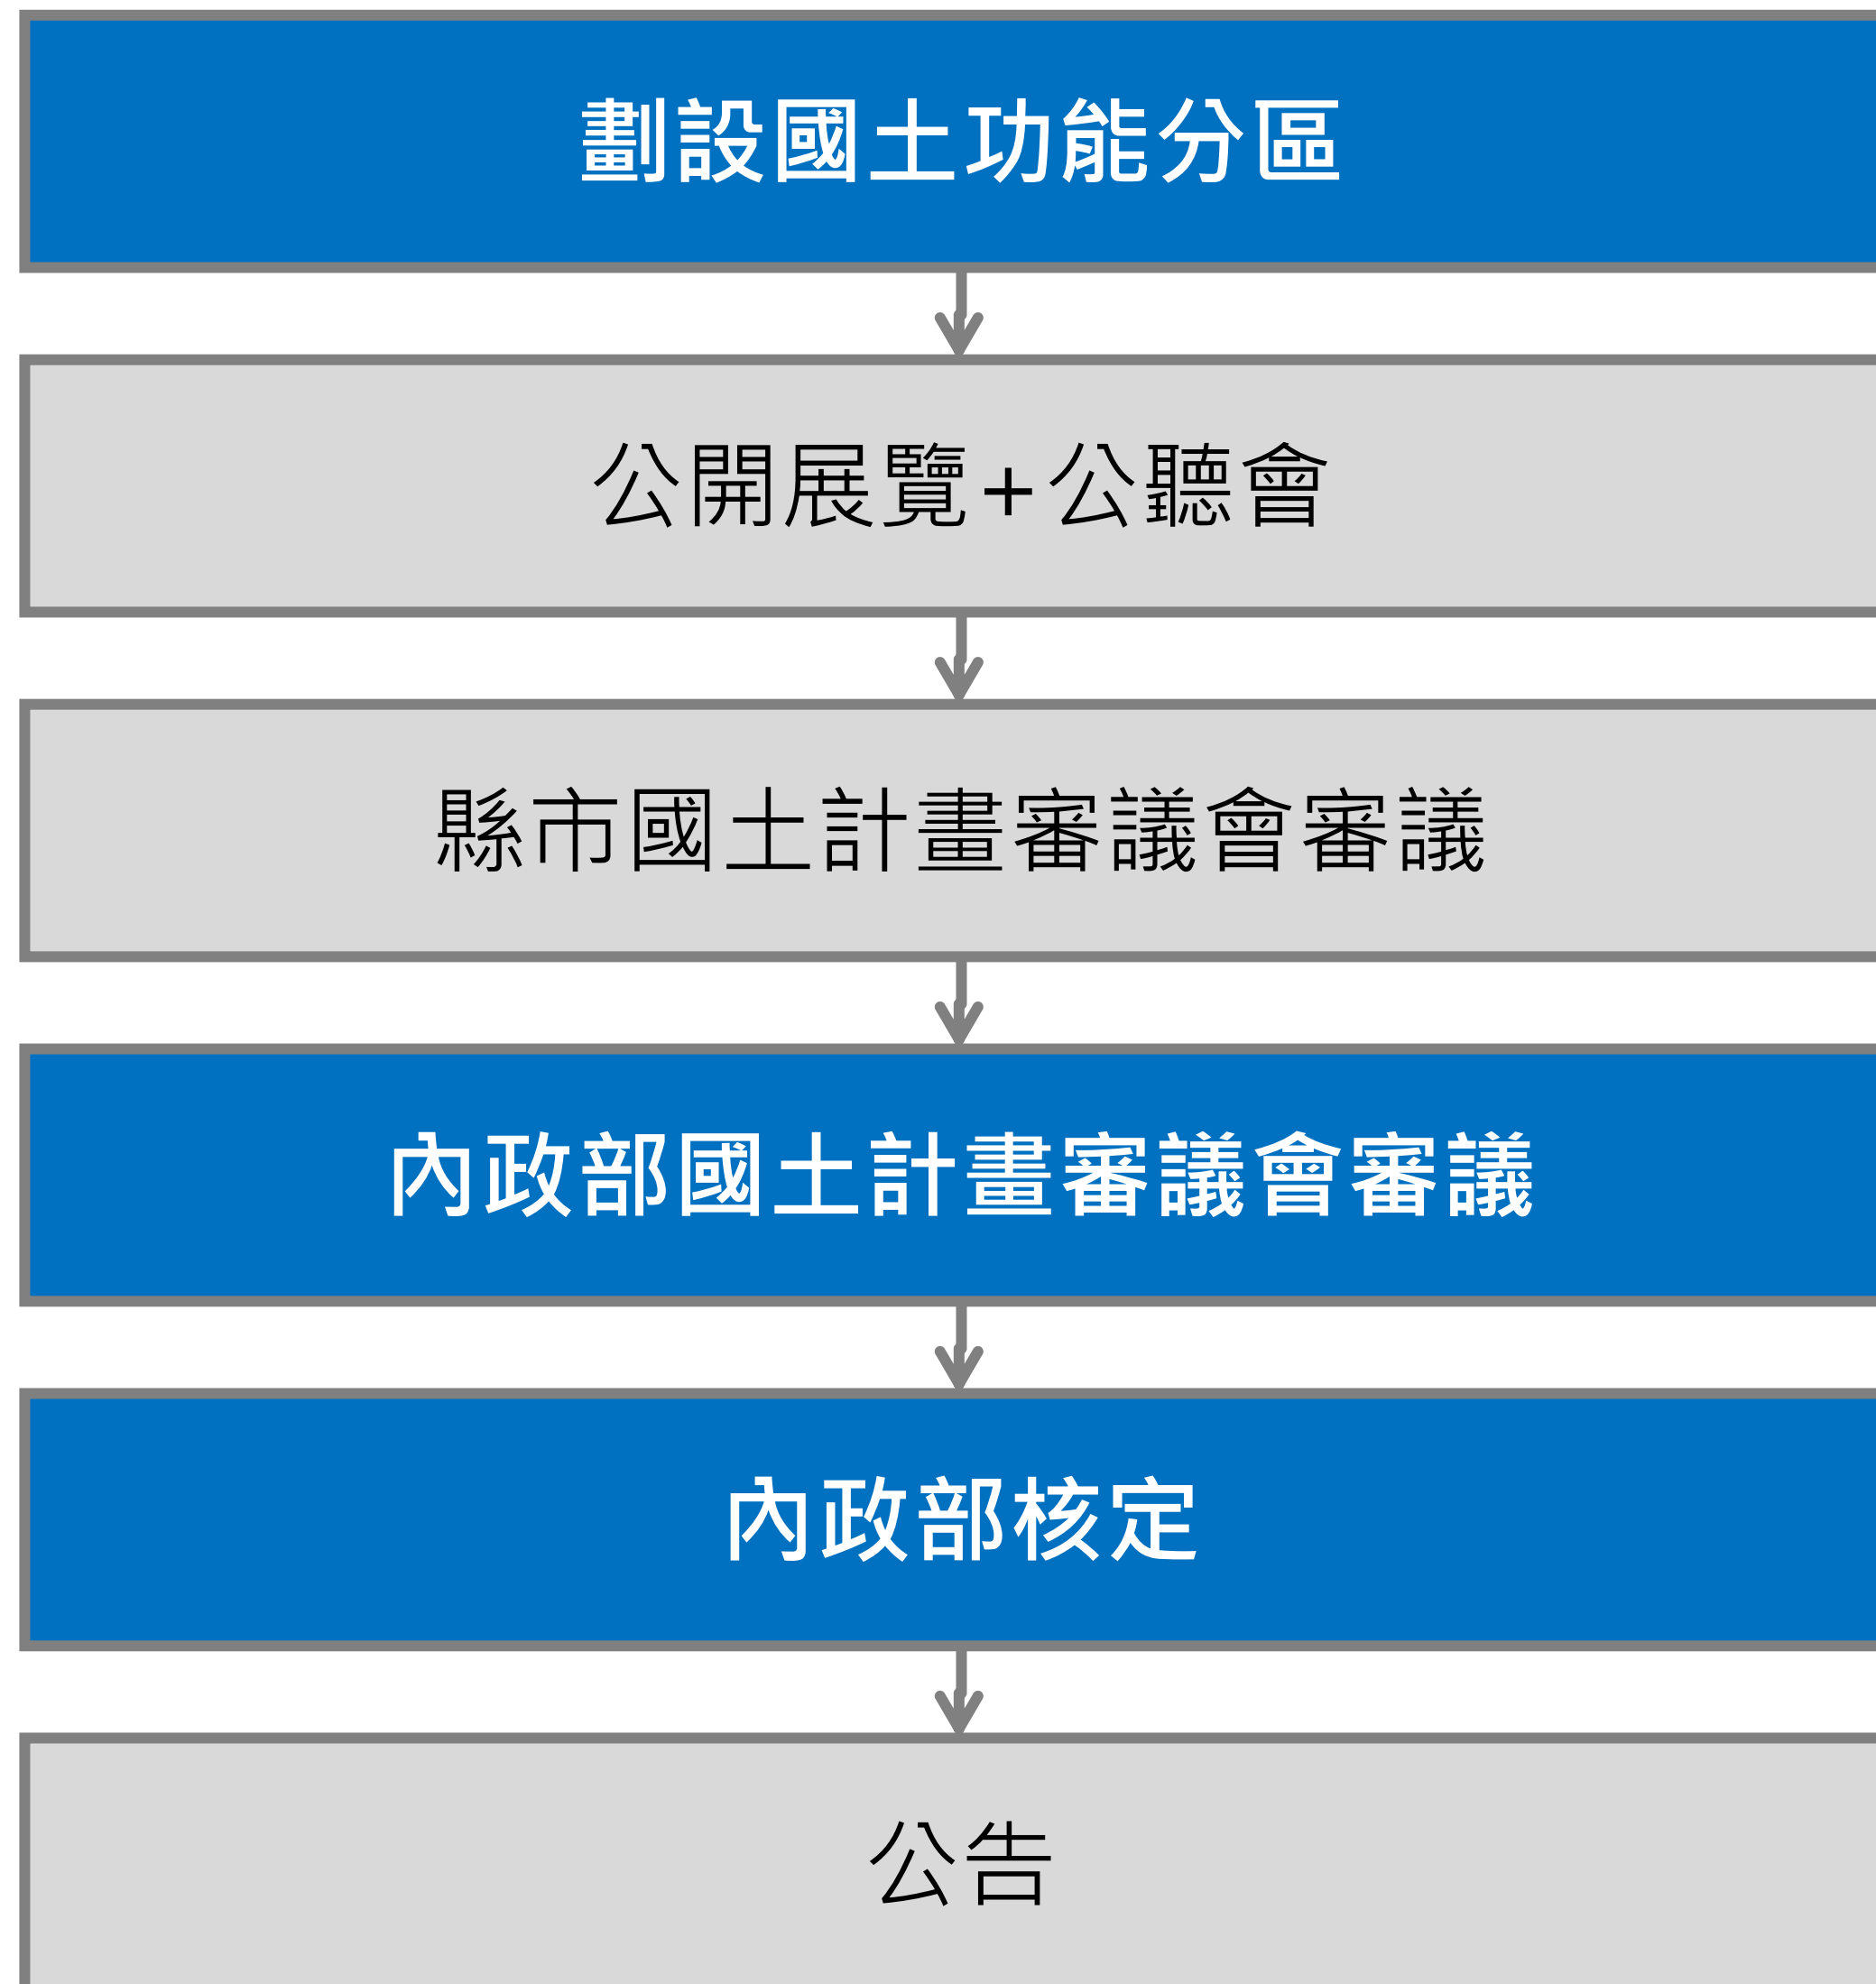 劃設國土功能分區
公開展覽+公聽會
縣市國土計畫審議會審議
內政部國土計畫審議會審議
內政部核定
公告